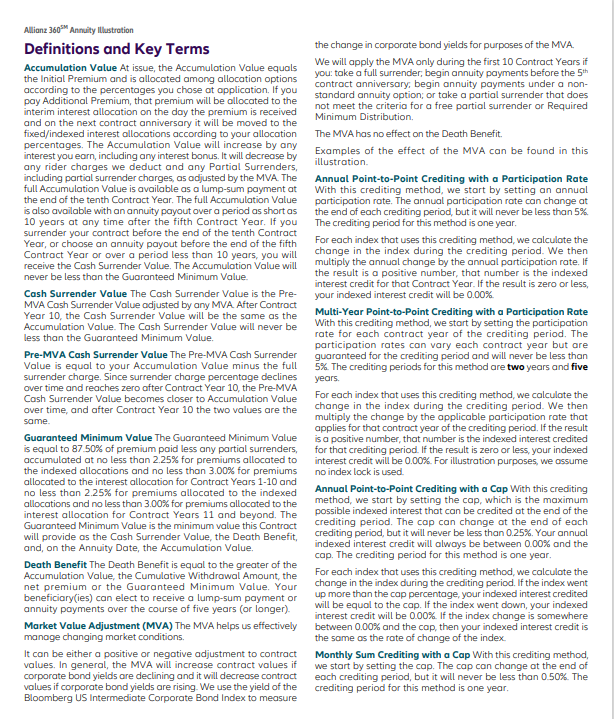 Allianz 360℠ Annuity Illustration
Definitions and Key Terms
Accumulation Value At issue, the Accumulation Value equals
the Initial Premium and is allocated among allocation options
according to the percentages you chose at application. If you
pay Additional Premium, that premium will be allocated to the
interim interest allocation on the day the premium is received
and on the next contract anniversary it will be moved to the
fixed/indexed interest allocations according to your allocation
percentages. The Accumulation Value will increase by any
interest you earn, including any interest bonus. It will decrease by
any rider charges we deduct and any Partial Surrenders,
including partial surrender charges, as adjusted by the MVA. The
full Accumulation Value is available as a lump-sum payment at
the end of the tenth Contract Year. The full Accumulation Value
is also available with an annuity payout over a period as short as
10 years at any time after the fifth Contract Year. If you
surrender your contract before the end of the tenth Contract
Year, or choose an annuity payout before the end of the fifth
Contract Year or over a period less than 10 years, you will
receive the Cash Surrender Value. The Accumulation Value will
never be less than the Guaranteed Minimum Value.
Cash Surrender Value The Cash Surrender Value is the Pre-
MVA Cash Surrender Value adjusted by any MVA. After Contract
Year 10, the Cash Surrender Value will be the same as the
Accumulation Value. The Cash Surrender Value will never be
less than the Guaranteed Minimum Value.
Pre-MVA Cash Surrender Value The Pre-MVA Cash Surrender
Value is equal to your Accumulation Value minus the full
surrender charge. Since surrender charge percentage declines
over time and reaches zero after Contract Year 10, the Pre-MVA
Cash Surrender Value becomes closer to Accumulation Value
over time, and after Contract Year 10 the two values are the
same.
Guaranteed Minimum Value The Guaranteed Minimum Value
is equal to 87.50% of premium paid less any partial surrenders,
accumulated at no less than 2.25% for premiums allocated to
the indexed allocations and no less than 3.00% for premiums
allocated to the interest allocation for Contract Years 1-10 and
no less than 2.25% for premiums allocated to the indexed
allocations and no less than 3.00% for premiums allocated to the
interest allocation for Contract Years 11 and beyond. The
Guaranteed Minimum Value is the minimum value this Contract
will provide as the Cash Surrender Value, the Death Benefit,
and, on the Annuity Date, the Accumulation Value.
Death Benefit The Death Benefit is equal to the greater of the
Accumulation Value, the Cumulative Withdrawal Amount, the
net premium or the Guaranteed Minimum Value. Your
beneficiary(ies) can elect to receive a lump-sum payment or
annuity payments over the course of five years (or longer).
Market Value Adjustment (MVA) The MVA helps us effectively
manage changing market conditions.
It can be either a positive or negative adjustment to contract
values. In general, the MVA will increase contract values if
corporate bond yields are declining and it will decrease contract
values if corporate bond yields are rising. We use the yield of the
Bloomberg US Intermediate Corporate Bond Index to measure
the change in corporate bond yields for purposes of the MVA.
We will apply the MVA only during the first 10 Contract Years if
you: take a full surrender; begin annuity payments before the 5th
contract anniversary; begin annuity payments under a non-
standard annuity option; or take a partial surrender that does
not meet the criteria for a free partial surrender or Required
Minimum Distribution.
The MVA has no effect on the Death Benefit.
Examples of the effect of the MVA can be found in this
illustration.
Annual Point-to-Point Crediting with a Participation Rate
With this crediting method, we start by setting an annual
participation rate. The annual participation rate can change at
the end of each crediting period, but it will never be less than 5%.
The crediting period for this method is one year.
For each index that uses this crediting method, we calculate the
change in the index during the crediting period. We then
multiply the annual change by the annual participation rate. If
the result is a positive number, that number is the indexed
interest credit for that Contract Year. If the result is zero or less,
your indexed interest credit will be 0.00%.
Multi-Year Point-to-Point Crediting with a Participation Rate
With this crediting method, we start by setting the participation
rate for each contract year of the crediting period. The
participation rates can vary each contract year but are
guaranteed for the crediting period and will never be less than
5%. The crediting periods for this method are two years and five
years.
For each index that uses this crediting method, we calculate the
change in the index during the crediting period. We then
multiply the change by the applicable participation rate that
applies for that contract year of the crediting period. If the result
is a positive number, that number is the indexed interest credited
for that crediting period. If the result is zero or less, your indexed
interest credit will be 0.00%. For illustration purposes, we assume
no index lock is used.
Annual Point-to-Point Crediting with a Cap With this crediting
method, we start by setting the cap, which is the maximum
possible indexed interest that can be credited at the end of the
crediting period. The cap can change at the end of each
crediting period, but it will never be less than 0.25%. Your annual
indexed interest credit will always be between 0.00% and the
cap. The crediting period for this method is one year.
For each index that uses this crediting method, we calculate the
change in the index during the crediting period. If the index went
up more than the cap percentage, your indexed interest credited
will be equal to the cap. If the index went down, your indexed
interest credit will be 0.00%. If the index change is somewhere
between 0.00% and the cap, then your indexed interest credit is
the same as the rate of change of the index.
Monthly Sum Crediting with a Cap With this crediting method,
we start by setting the cap. The cap can change at the end of
each crediting period, but it will never be less than 0.50%. The
crediting period for this method is one year.